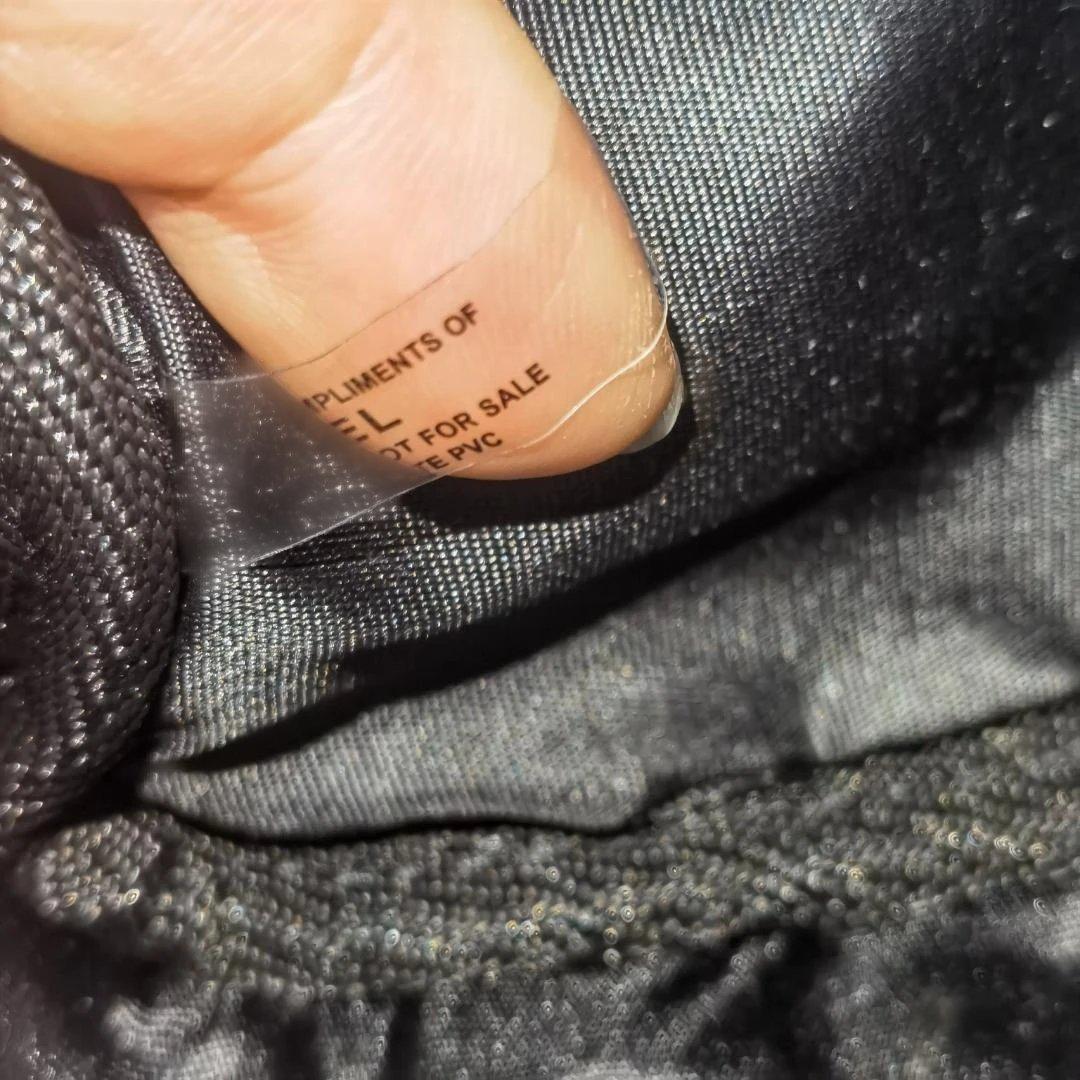 MPLIMENTS OF
EL
OT FOR SALE
TE PVC